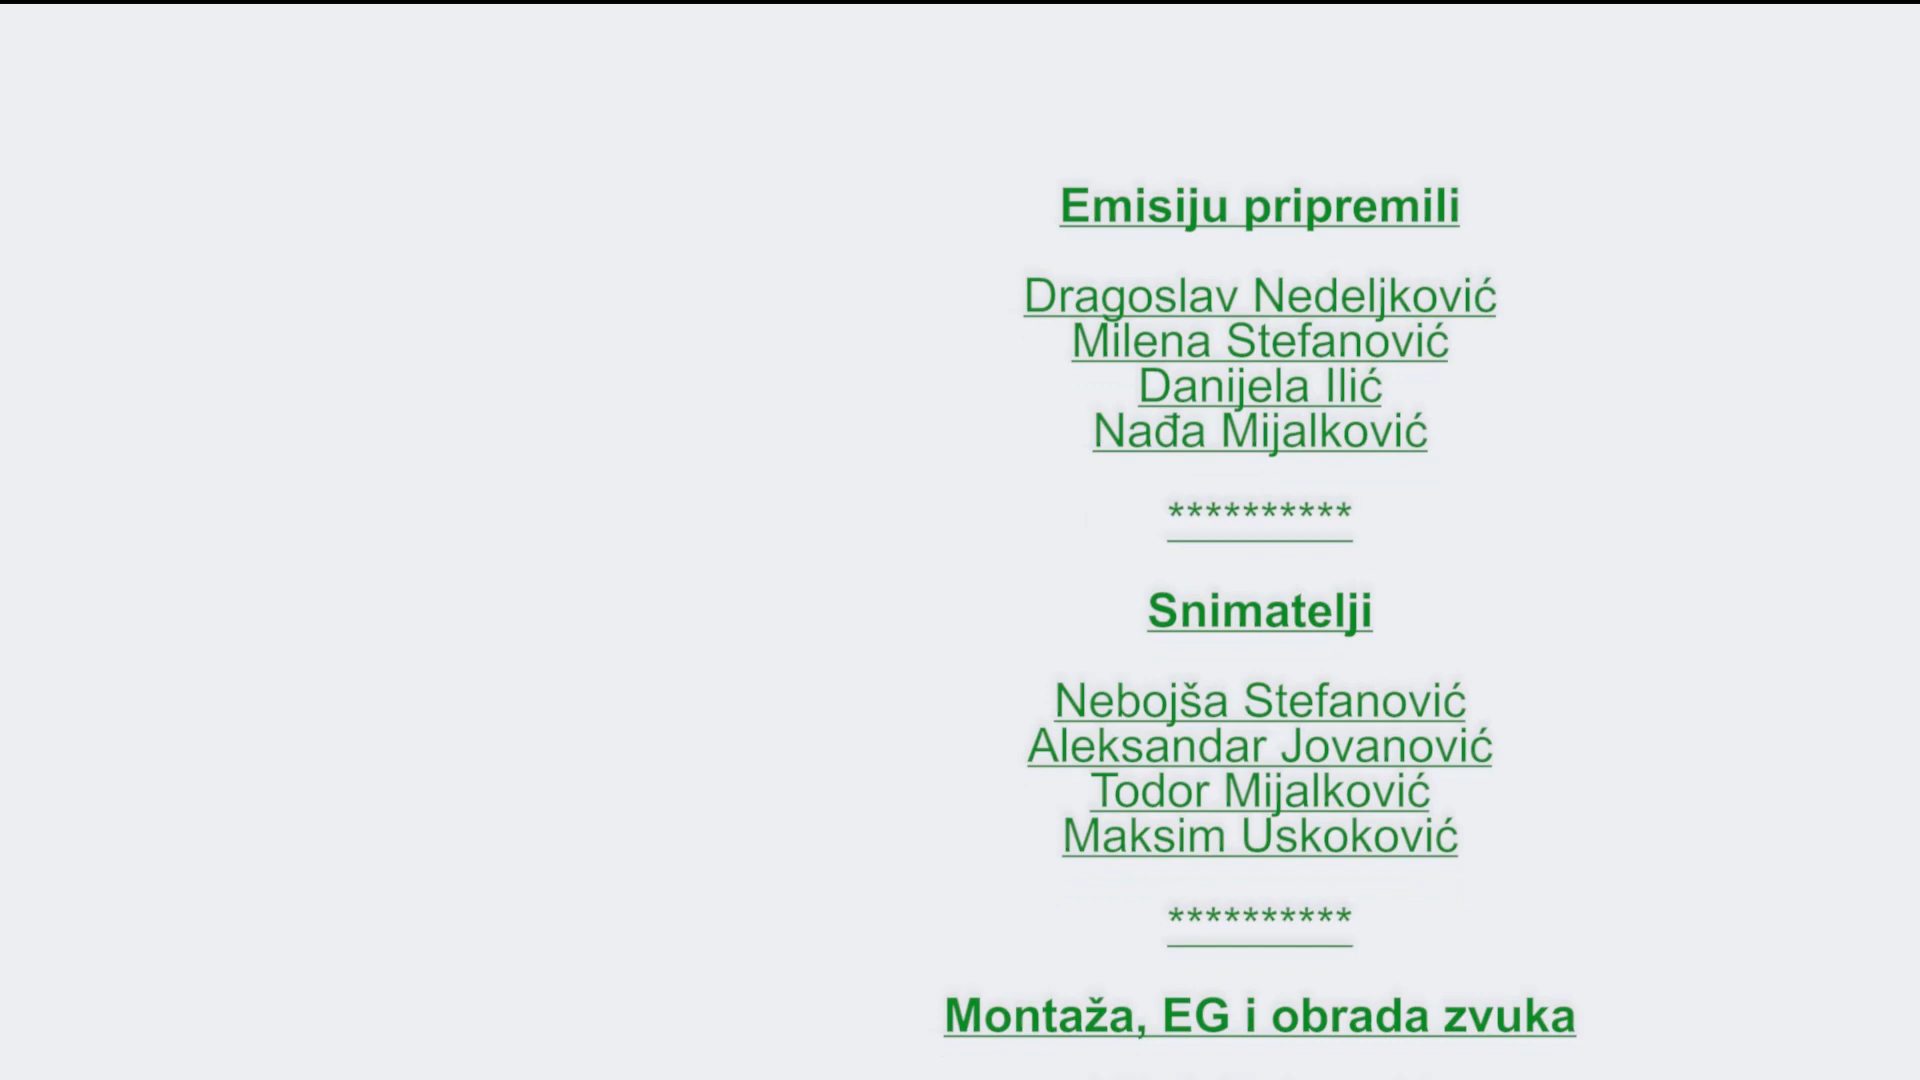 Emisiju pripremili
Dragoslav Nedeljković
Milena Stefanović
Danijela Ilić
Nađa Mijalković
**********
Snimatelji
Nebojša Stefanović
Aleksandar Jovanović
Todor Mijalković
Maksim Uskoković
**********
Montaža, EG i obrada zvuka